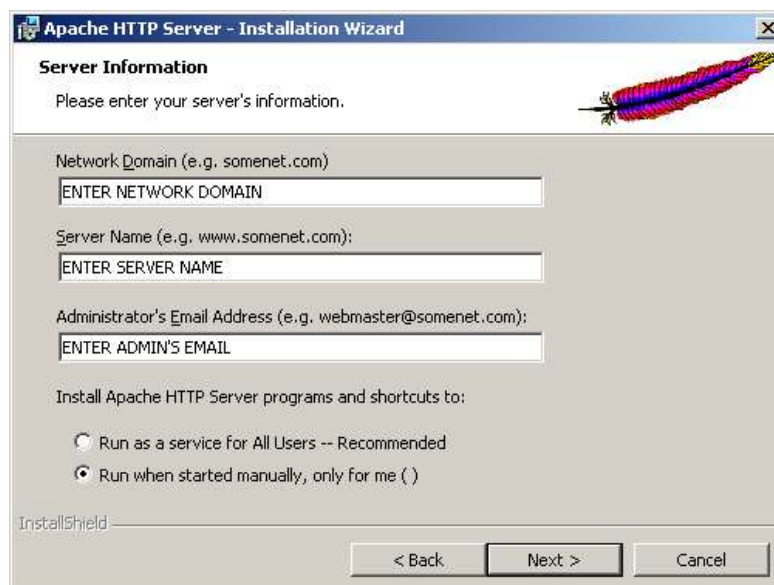 Apache HTTP Server - Installation Wizard
Server Information
Please enter your server's information.
Network Domain (e.g. somenet.com)
ENTER NETWORK DOMAIN
Server Name (e.g. www.somenet.com):
ENTER SERVER NAME
Administrator's Email Address (e.g. webmaster@somenet.com):
ENTER ADMIN'S EMAIL
Install Apache HTTP Server programs and shortcuts to:
Run as a service for All Users -- Recommended
Run when started manually, only for me ( )
InstallShield
< Back Next > Cancel